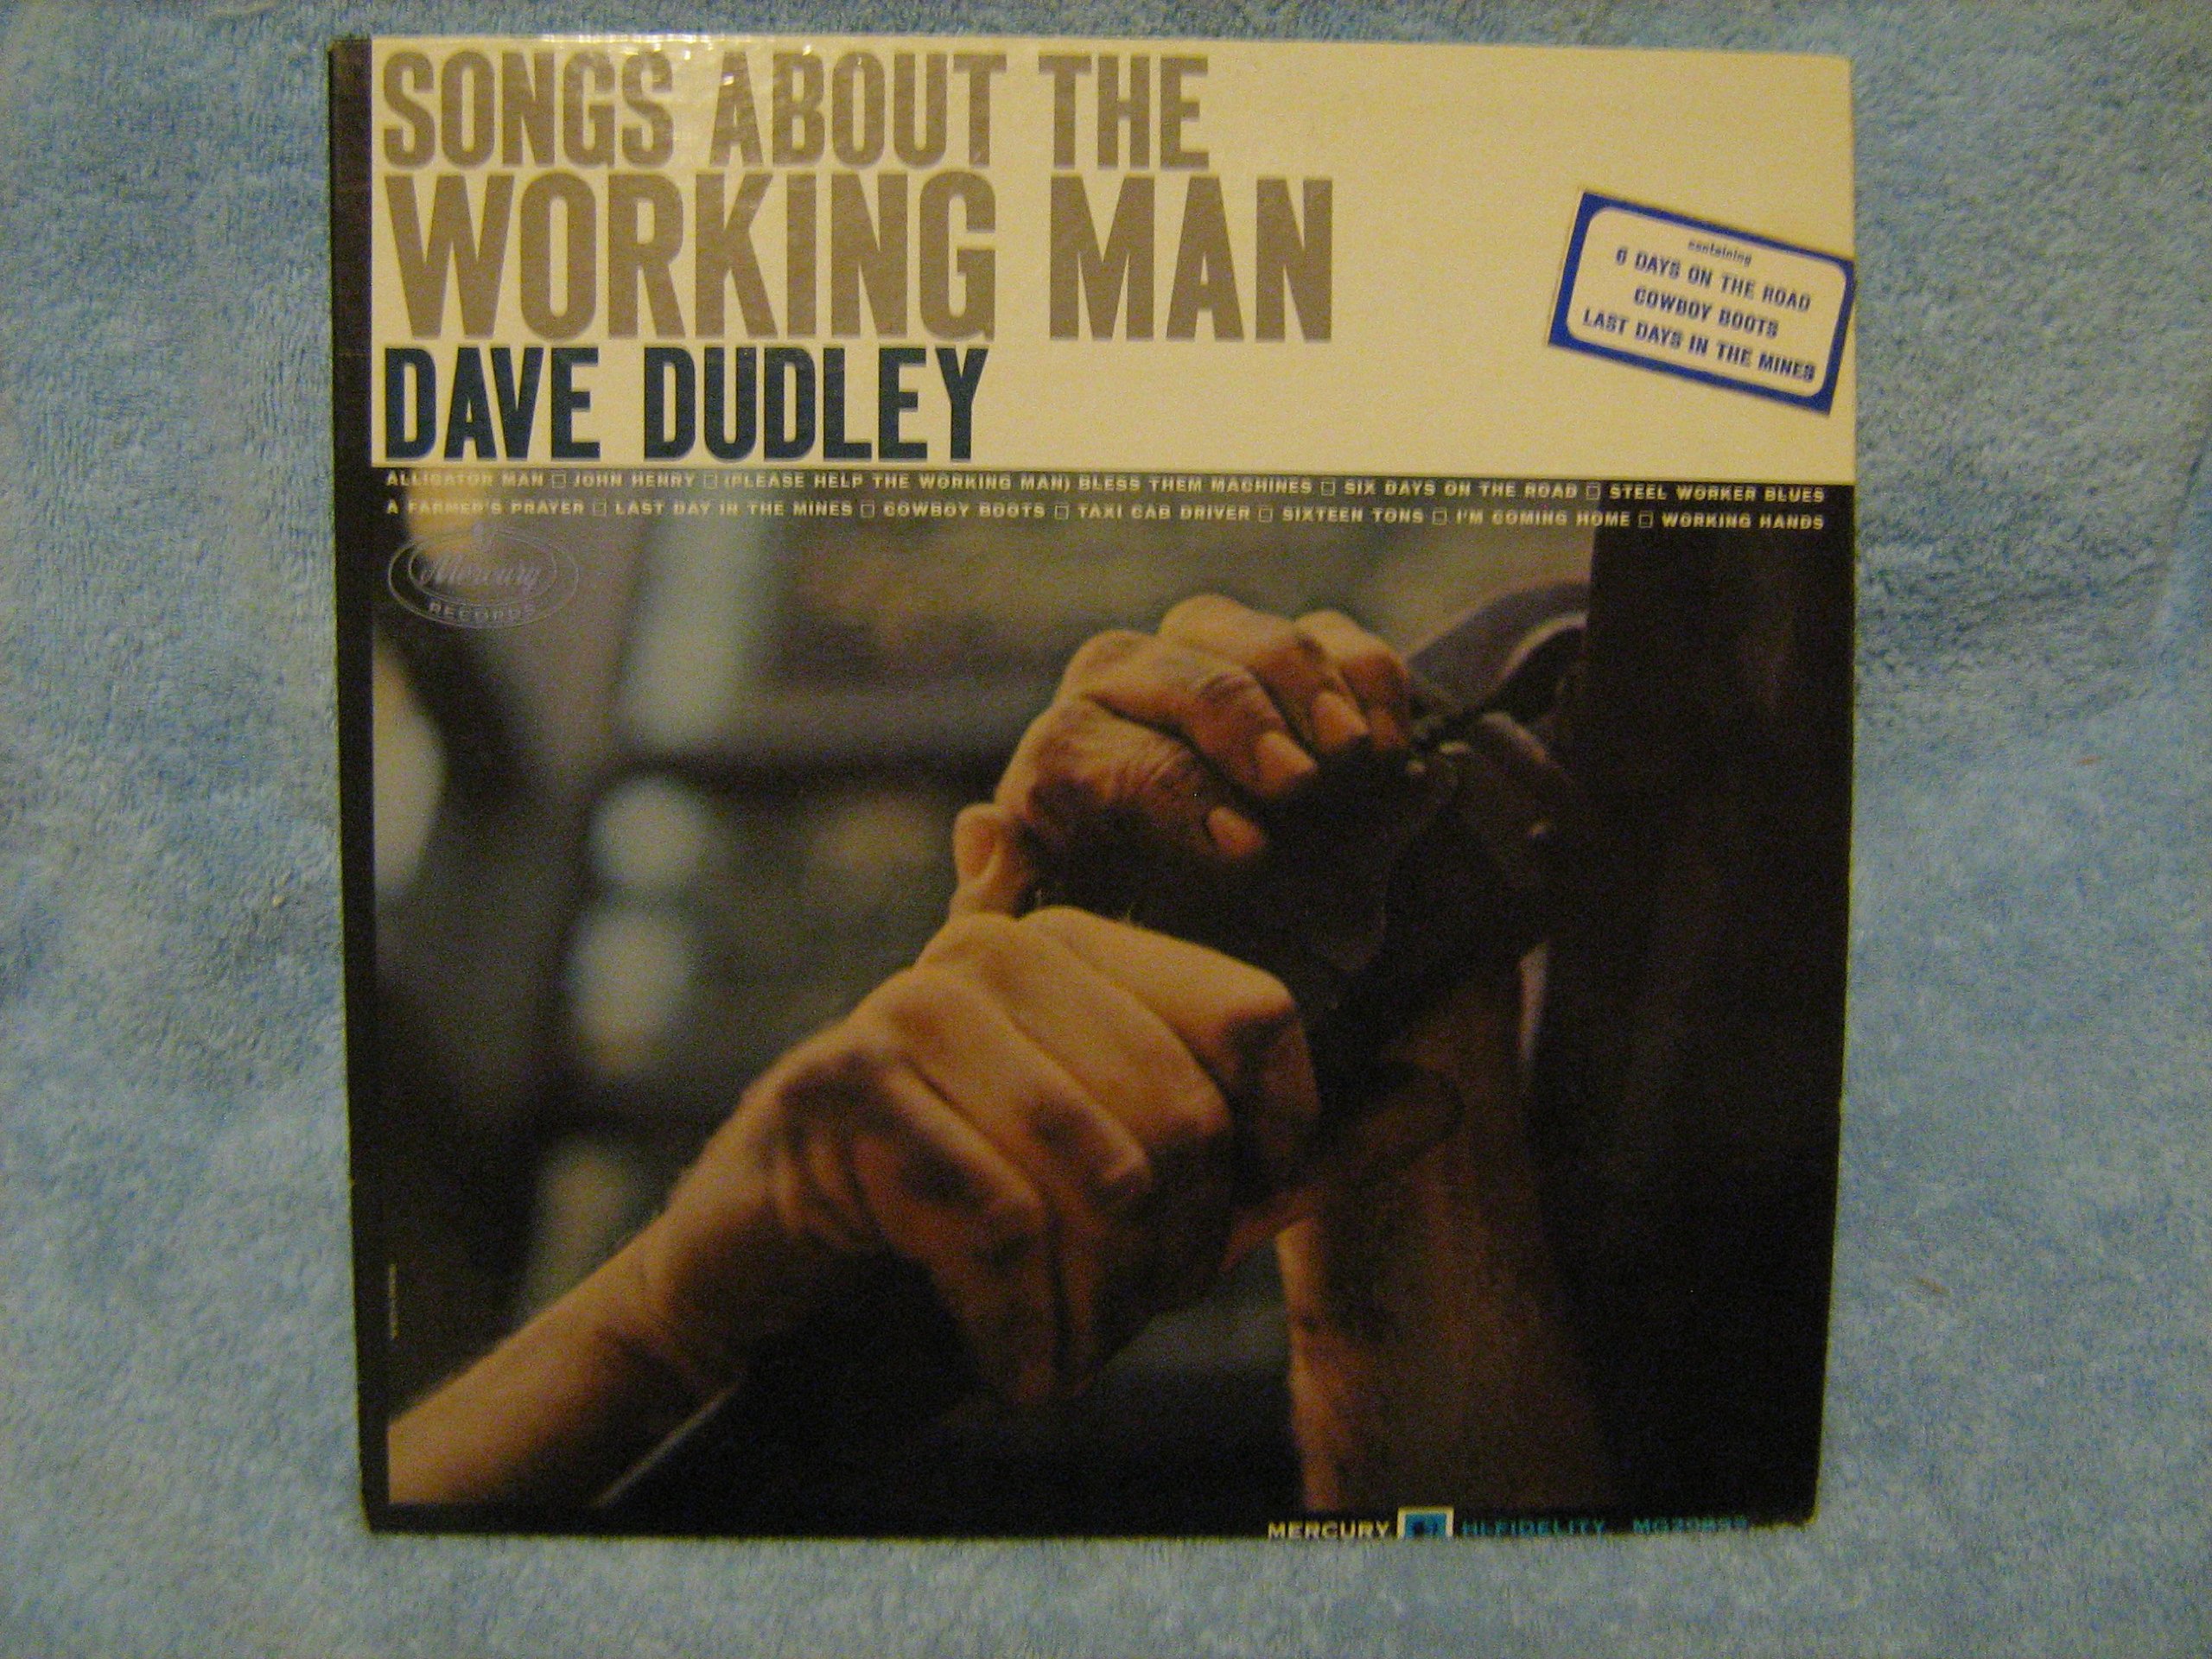 SONGS ABOUT THE
WORKING MAN
DAVE DUDLEY
containing
6 DAYS ON THE ROAD
COWBOY BOOTS
LAST DAYS IN THE MINES
ALLIGATOR MAN □ JOHN HENRY □ (PLEASE HELP THE WORKING MAN) BLESS THEM MACHINES □ SIX DAYS ON THE ROAD □ STEEL WORKER BLUES
A FARMER'S PRAYER □ LAST DAY IN THE MINES □ COWBOY BOOTS □ TAXI CAB DRIVER □ SIXTEEN TONS □ I'M COMING HOME □ WORKING HANDS
Mercury
RECORDS
MERCURY HI-FIDELITY